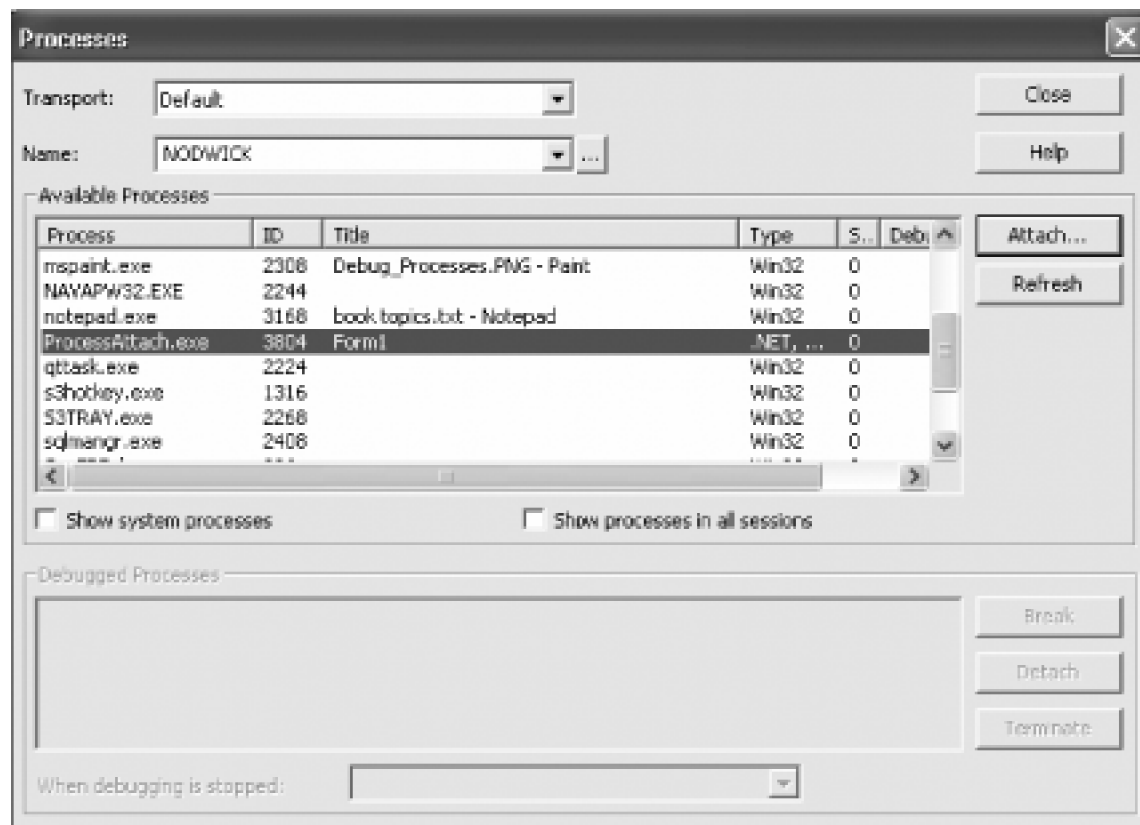 Processes
Transport: Default Close
Name: NODWICK ... Help
Available Processes
Process ID Title Type S... Debu Attach...
mspaint.exe 2308 Debug_Processes.PNG - Paint Win32 0 Refresh
NAVAPW32.EXE 2244 Win32 0
notepad.exe 3168 book topics.txt - Notepad Win32 0
ProcessAttach.exe 3804 Form1 .NET, ... 0
qttask.exe 2224 Win32 0
s3hotkey.exe 1316 Win32 0
S3TRAY.exe 2268 Win32 0
sqlmangr.exe 2408 Win32 0
Show system processes Show processes in all sessions
Debugged Processes
Break
Detach
Terminate
When debugging is stopped: